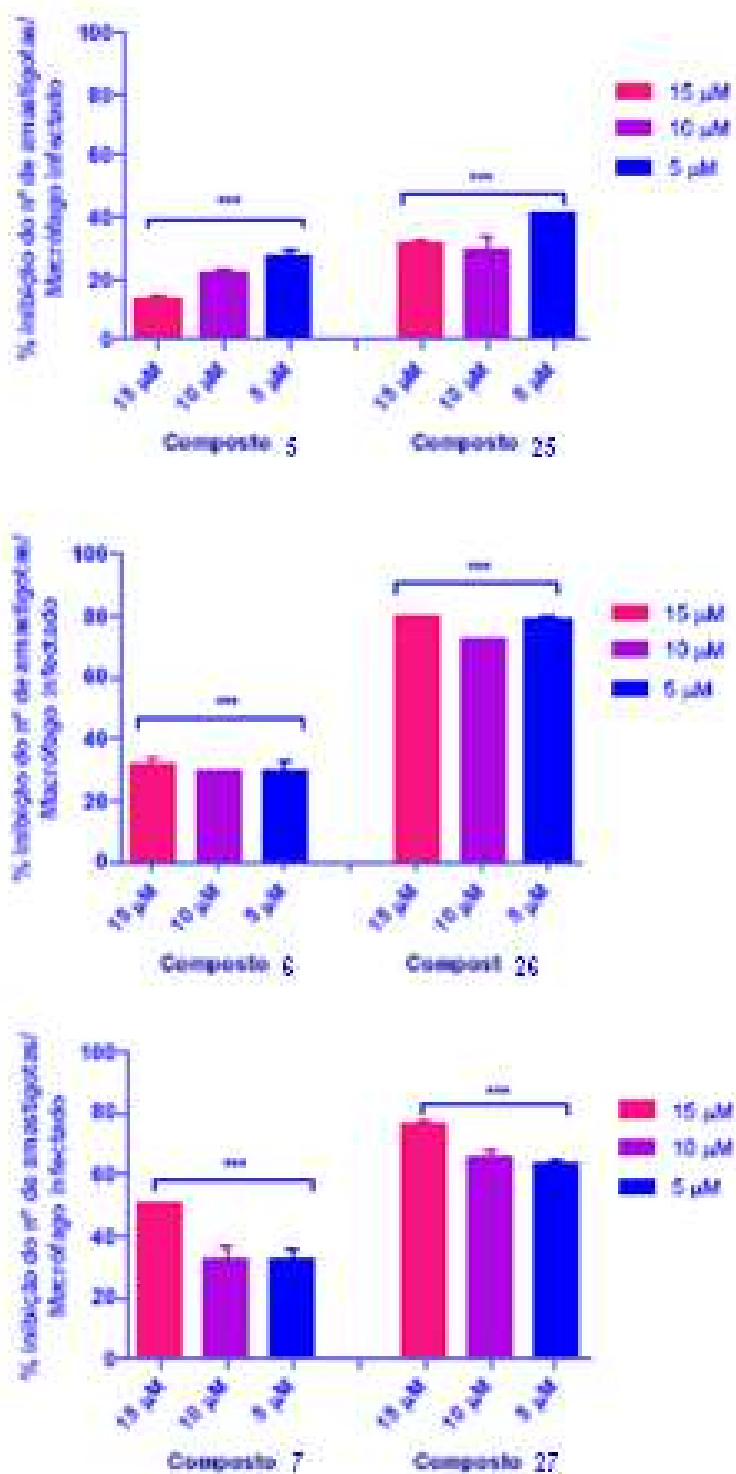 % inibição do nº de amastigotas/
Macrófago infectado
100
80
60
40
20
0
15 µM
10 µM
5 µM
15 µM
10 µM
5 µM
Composto 5
Composto 25
15 µM
10 µM
5 µM
***
***
% inibição do nº de amastigotas/
Macrófago infectado
100
80
60
40
20
0
15 µM
10 µM
5 µM
15 µM
10 µM
5 µM
Composto 6
Compost 26
15 µM
10 µM
5 µM
***
***
% inibição do nº de amastigotas/
Macrófago infectado
100
80
60
40
20
0
15 µM
10 µM
5 µM
15 µM
10 µM
5 µM
Composto 7
Composto 27
15 µM
10 µM
5 µM
***
***